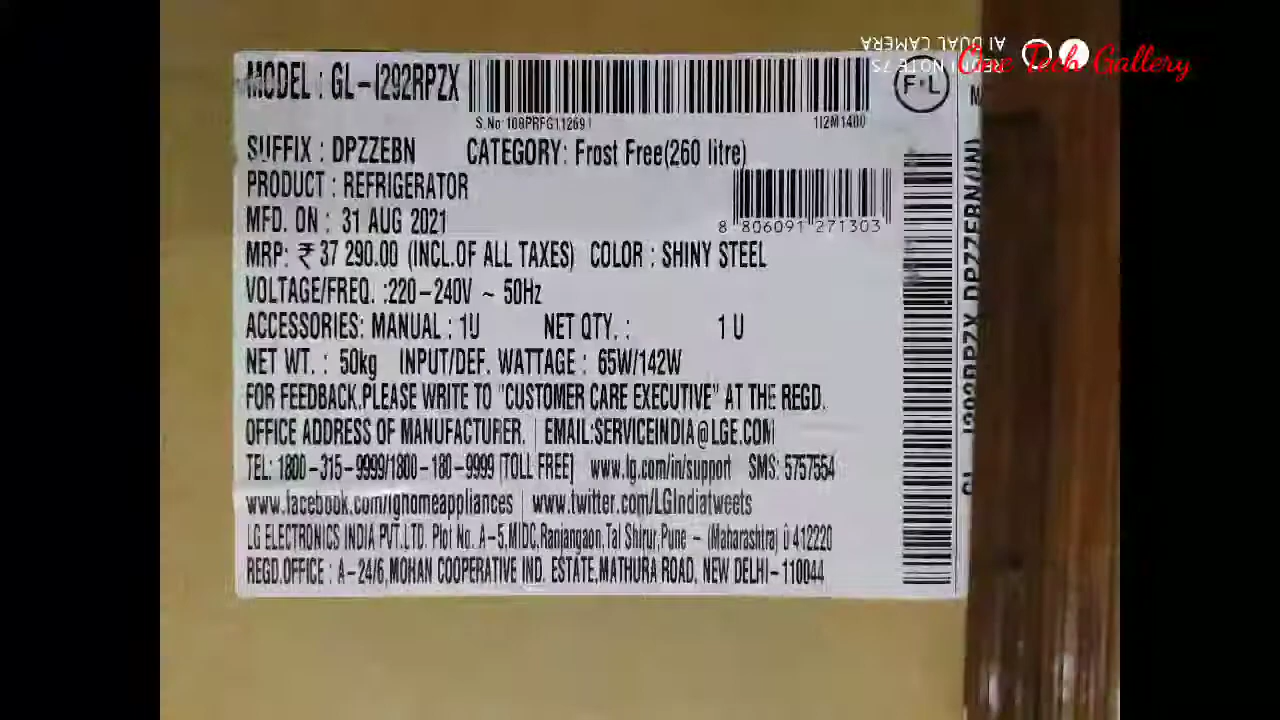 AI DUAL CAMERA
Tech Gallery
MODEL : GL-I292RPZX
F·L
112M1400
SUFFIX : DPZZEBN CATEGORY: Frost Free(260 litre)
PRODUCT : REFRIGERATOR
MFD. ON : 31 AUG 2021
8 806091 271303
MRP: ₹ 37 290.00 (INCL.OF ALL TAXES) COLOR : SHINY STEEL
VOLTAGE/FREQ. :220-240V ~ 50Hz
ACCESSORIES: MANUAL : 1U NET QTY. : 1 U
NET WT. : 50kg INPUT/DEF. WATTAGE : 65W/142W
FOR FEEDBACK.PLEASE WRITE TO "CUSTOMER CARE EXECUTIVE" AT THE REGD.
OFFICE ADDRESS OF MANUFACTURER. | EMAIL:SERVICEINDIA@LGE.COM
TEL: 1800-315-9999/1800-180-9999 (TOLL FREE) www.lg.com/in/support SMS: 5757554
www.facebook.com/lghomeappliances | www.twitter.com/LGIndiatweets
LG ELECTRONICS INDIA PVT.LTD. Plot No. A-5,MIDC,Ranjangaon,Tal Shirur,Pune - (Maharashtra) 412220
REGD.OFFICE : A-24/6,MOHAN COOPERATIVE IND. ESTATE,MATHURA ROAD, NEW DELHI-110044